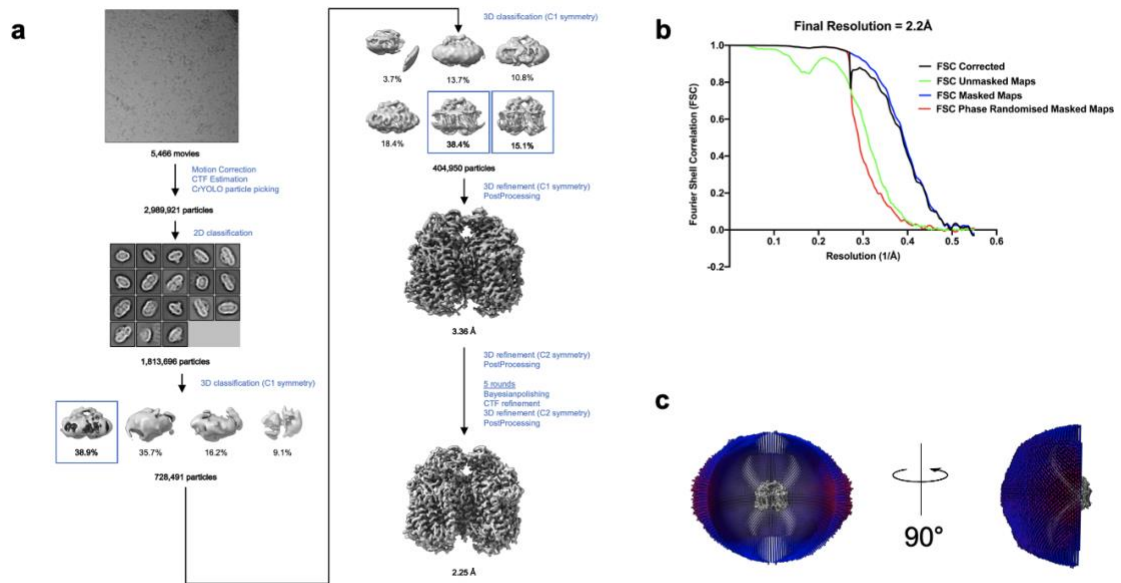 a
5,466 movies
Motion Correction
CTF Estimation
CrYOLO particle picking
2,989,921 particles
2D classification
1,813,696 particles
3D classification (C1 symmetry)
38.9%
35.7%
16.2%
9.1%
728,491 particles
3D classification (C1 symmetry)
3.7%
13.7%
10.8%
18.4%
38.4%
15.1%
404,950 particles
3D refinement (C1 symmetry)
PostProcessing
3.36 Å
3D refinement (C2 symmetry)
PostProcessing
5 rounds
Bayesianpolishing
CTF refinement
3D refinement (C2 symmetry)
PostProcessing
2.25 Å
b
Final Resolution = 2.2Å
Fourier Shell Correlation (FSC)
1.0
0.8
0.6
0.4
0.2
0.0
-0.2
0.1
0.2
0.3
0.4
0.5
0.6
Resolution (1/Å)
FSC Corrected
FSC Unmasked Maps
FSC Masked Maps
FSC Phase Randomised Masked Maps
c
90°